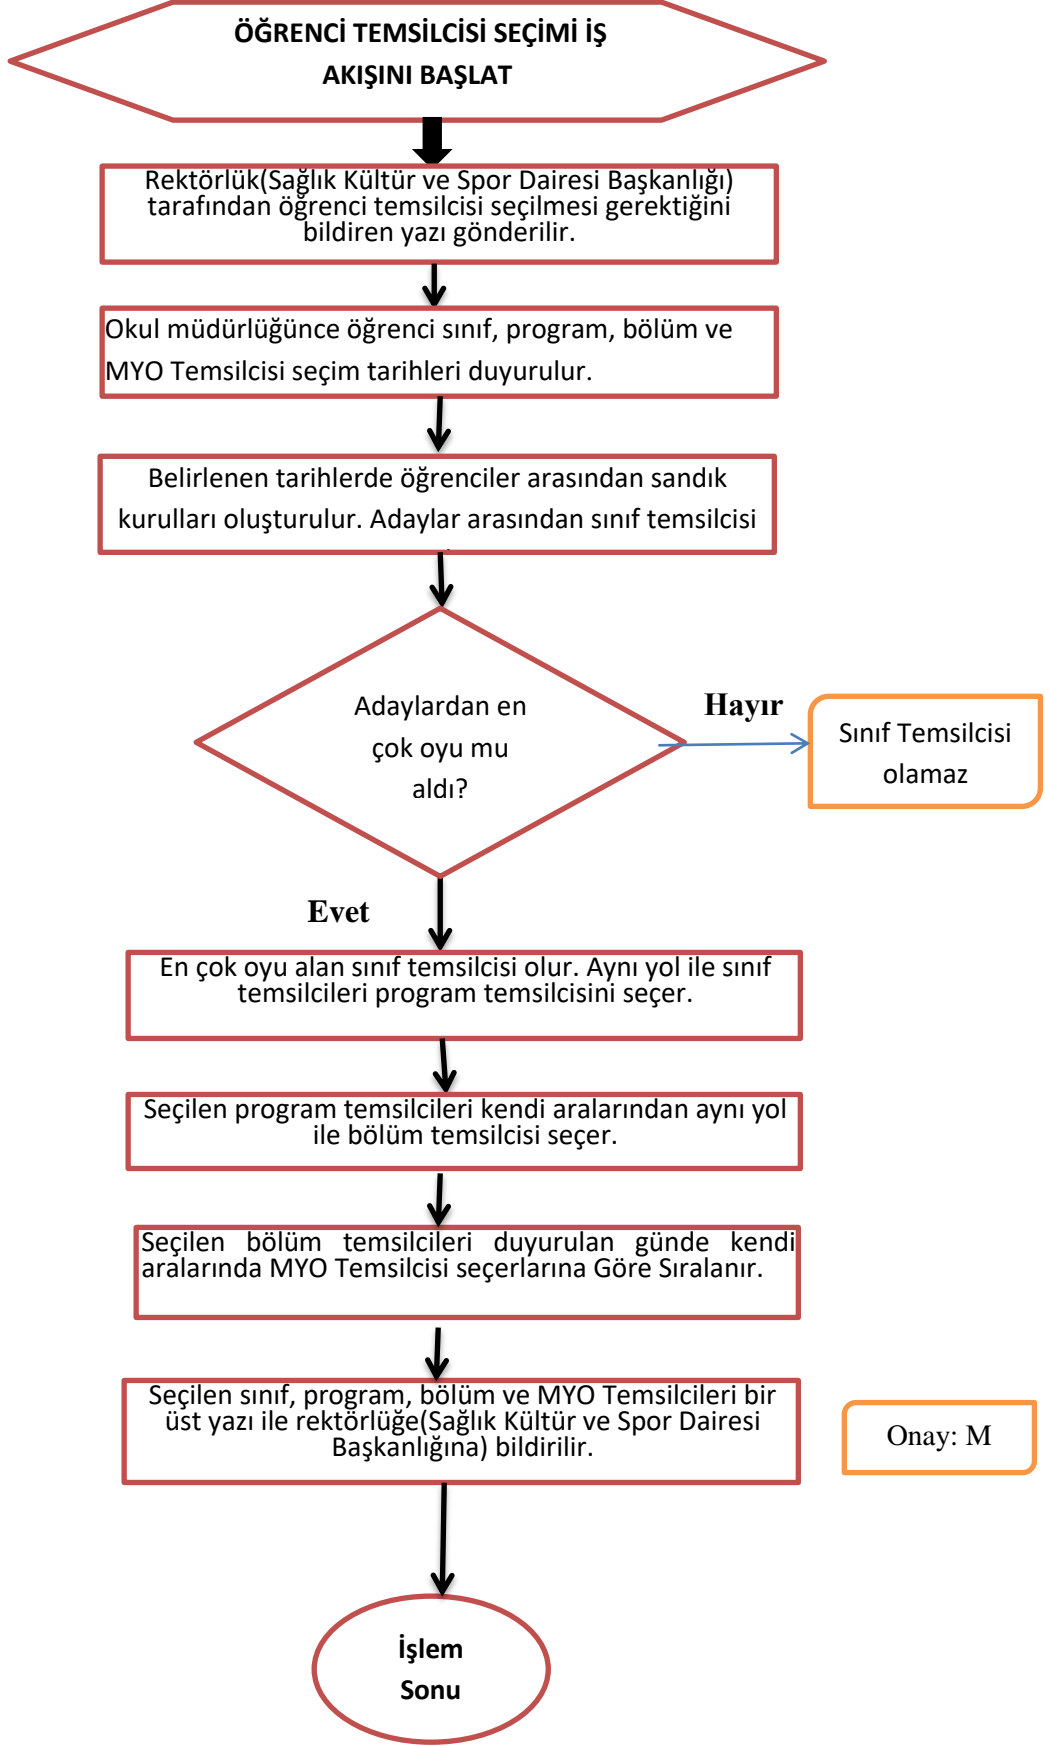 ÖĞRENCİ TEMSİLCİSİ SEÇİMİ İŞ
AKIŞINI BAŞLAT
Rektörlük(Sağlık Kültür ve Spor Dairesi Başkanlığı)
tarafından öğrenci temsilcisi seçilmesi gerektiğini
bildiren yazı gönderilir.
Okul müdürlüğünce öğrenci sınıf, program, bölüm ve
MYO Temsilcisi seçim tarihleri duyurulur.
Belirlenen tarihlerde öğrenciler arasından sandık
kurulları oluşturulur. Adaylar arasından sınıf temsilcisi
Adaylardan en
çok oyu mu
aldı?
Hayır
Sınıf Temsilcisi
olamaz
Evet
En çok oyu alan sınıf temsilcisi olur. Aynı yol ile sınıf
temsilcileri program temsilcisini seçer.
Seçilen program temsilcileri kendi aralarından aynı yol
ile bölüm temsilcisi seçer.
Seçilen bölüm temsilcileri duyurulan günde kendi
aralarında MYO Temsilcisi seçerlarına Göre Sıralanır.
Seçilen sınıf, program, bölüm ve MYO Temsilcileri bir
üst yazı ile rektörlüğe(Sağlık Kültür ve Spor Dairesi
Başkanlığına) bildirilir.
Onay: M
İşlem
Sonu